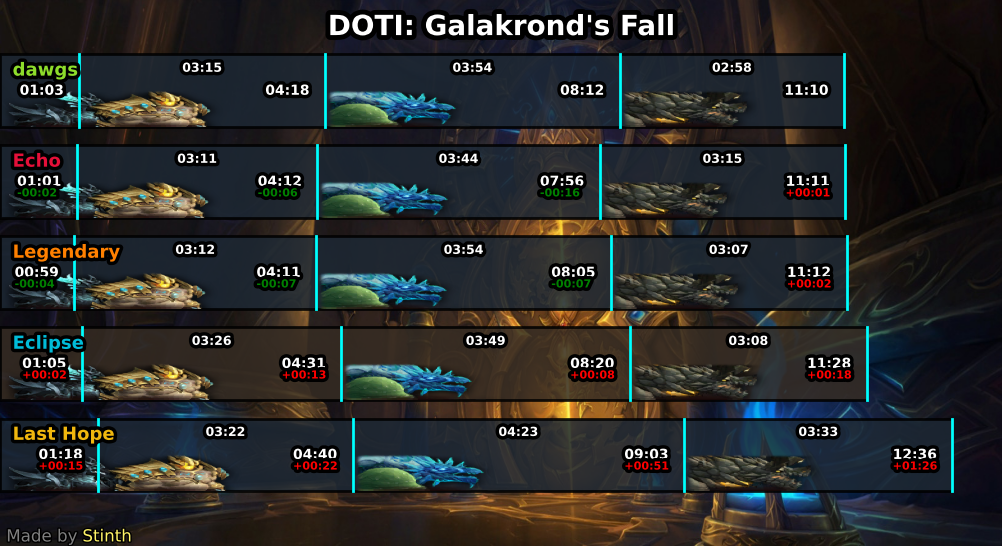 DOTI: Galakrond's Fall
dawgs
03:15 03:54 02:58
01:03 04:18 08:12 11:10
Echo
03:11 03:44 03:15
01:01 04:12 07:56 11:11
-00:02 -00:06 -00:16 +00:01
Legendary
03:12 03:54 03:07
00:59 04:11 08:05 11:12
-00:04 -00:07 -00:07 +00:02
Eclipse
03:26 03:49 03:08
01:05 04:31 08:20 11:28
+00:02 +00:13 +00:08 +00:18
Last Hope
03:22 04:23 03:33
01:18 04:40 09:03 12:36
+00:15 +00:22 +00:51 +01:26
Made by Stinth